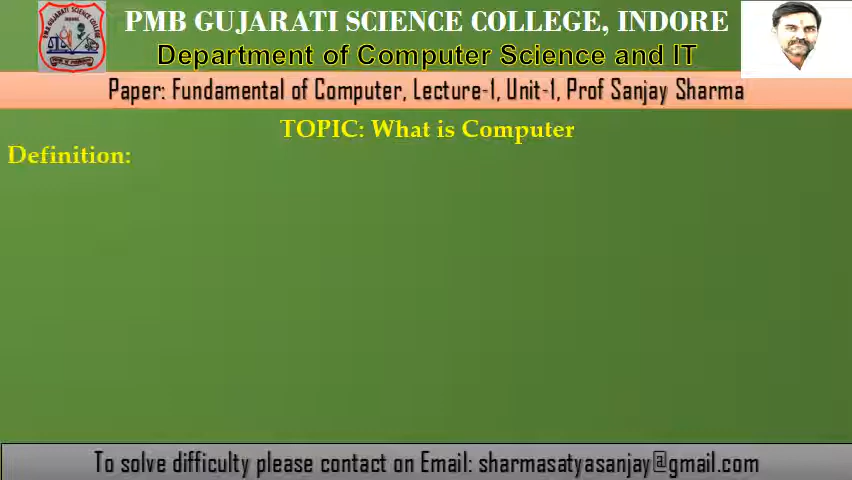 PMB GUJARATI SCIENCE COLLEGE, INDORE
Department of Computer Science and IT
Paper: Fundamental of Computer, Lecture-1, Unit-1, Prof Sanjay Sharma
TOPIC: What is Computer
Definition:
To solve difficulty please contact on Email: sharmasatyasanjay@gmail.com